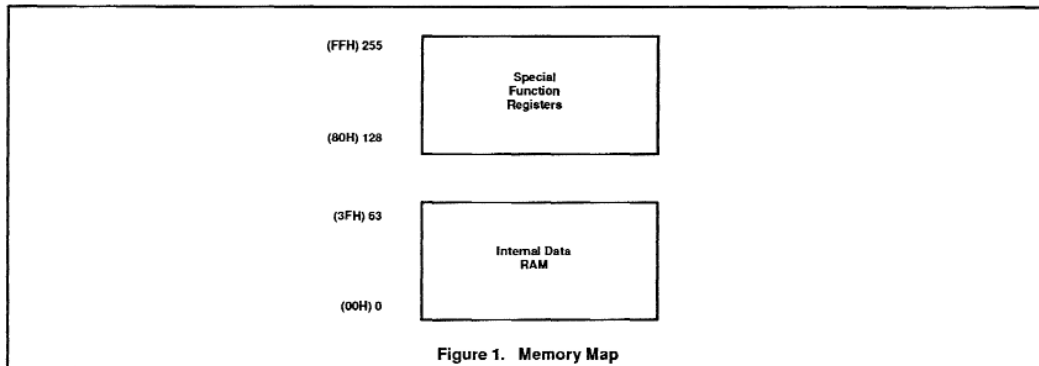 (FFH) 255
Special
Function
Registers
(80H) 128
(3FH) 63
Internal Data
RAM
(00H) 0
Figure 1. Memory Map